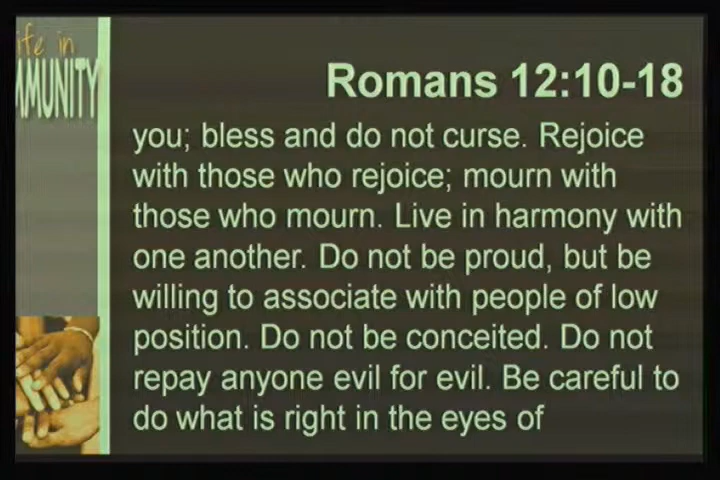 ife in
MMUNITY
Romans 12:10-18
you; bless and do not curse. Rejoice
with those who rejoice; mourn with
those who mourn. Live in harmony with
one another. Do not be proud, but be
willing to associate with people of low
position. Do not be conceited. Do not
repay anyone evil for evil. Be careful to
do what is right in the eyes of